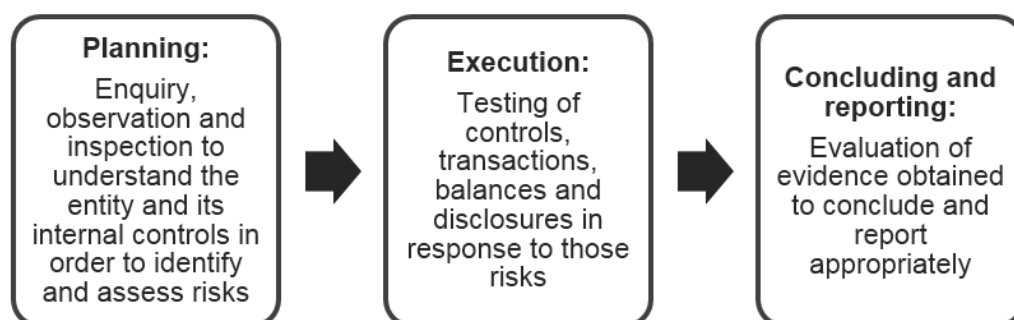 Planning:
Enquiry,
observation and
inspection to
understand the
entity and its
internal controls in
order to identify
and assess risks
Execution:
Testing of
controls,
transactions,
balances and
disclosures in
response to those
risks
Concluding and
reporting:
Evaluation of
evidence obtained
to conclude and
report
appropriately